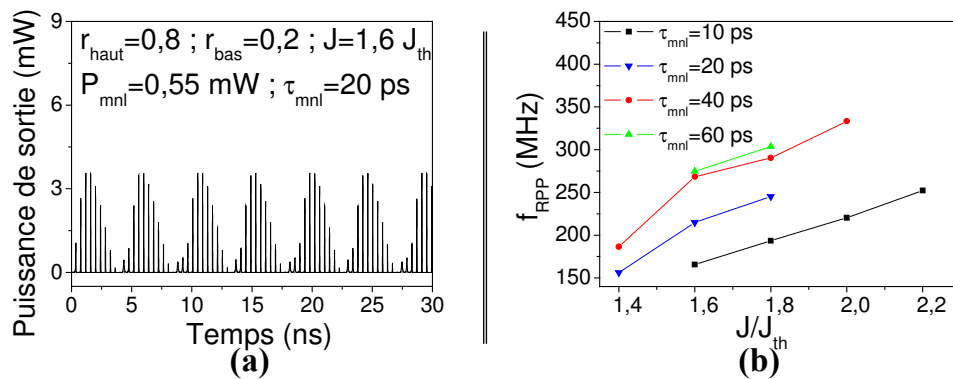 Puissance de sortie (mW)
9
6
3
0
r_haut=0,8 ; r_bas=0,2 ; J=1,6 J_th
P_mnl=0,55 mW ; τ_mnl=20 ps
0 5 10 15 20 25 30
Temps (ns)
(a)
f_RPP (MHz)
450
400
350
300
250
200
150
τ_mnl=10 ps
τ_mnl=20 ps
τ_mnl=40 ps
τ_mnl=60 ps
1,4 1,6 1,8 2,0 2,2
J/J_th
(b)